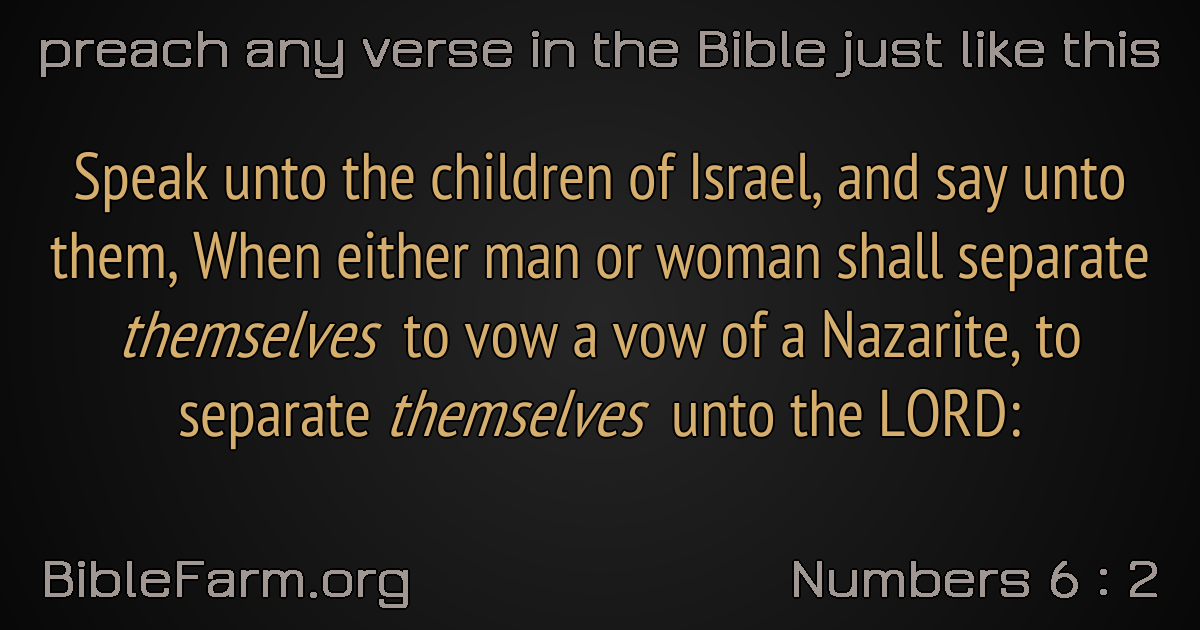 preach any verse in the Bible just like this
Speak unto the children of Israel, and say unto
them, When either man or woman shall separate
themselves to vow a vow of a Nazarite, to
separate themselves unto the LORD:
BibleFarm.org
Numbers 6 : 2